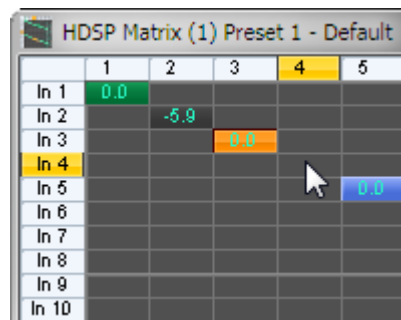 HDSP Matrix (1) Preset 1 - Default
1 2 3 4 5
In 1 0.0
In 2 -5.9
In 3 0.0
In 4
In 5 0.0
In 6
In 7
In 8
In 9
In 10